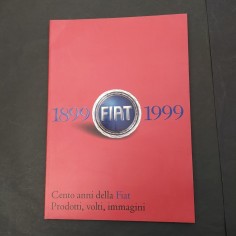 1899 FIAT 1999
Cento anni della Fiat
Prodotti, volti, immagini